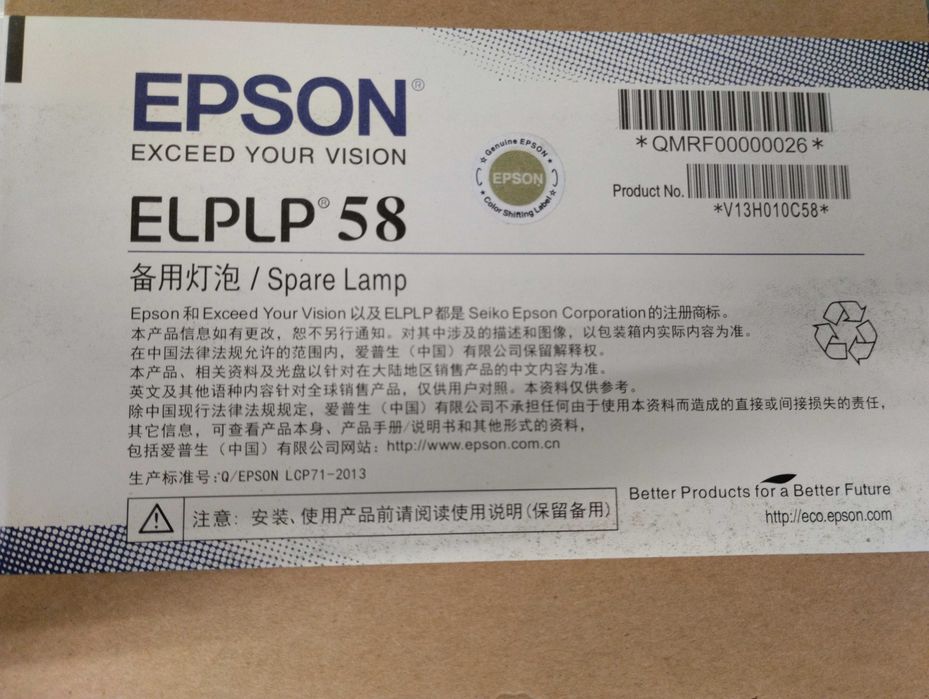 EPSON®
EXCEED YOUR VISION
ELPLP® 58
Genuine EPSON
EPSON
Color Shifting Label
*QMRF00000026*
Product No.
*V13H010C58*
备用灯泡 / Spare Lamp
Epson 和 Exceed Your Vision 以及 ELPLP 都是 Seiko Epson Corporation 的注册商标。
本产品信息如有更改，恕不另行通知。对其中涉及的描述和图像，以包装箱内实际内容为准。
在中国法律法规允许的范围内，爱普生（中国）有限公司保留解释权。
本产品、相关资料及光盘以针对在大陆地区销售产品的中文内容为准。
英文及其他语种内容针对全球销售产品，仅供用户对照。本资料仅供参考。
除中国现行法律法规规定，爱普生（中国）有限公司不承担任何由于使用本资料而造成的直接或间接损失的责任，
其它信息，可查看产品本身、产品手册/说明书和其他形式的资料，
包括爱普生（中国）有限公司网站：http://www.epson.com.cn
生产标准号：Q/EPSON LCP71-2013
注意：安装、使用产品前请阅读使用说明(保留备用)
Better Products for a Better Future
http://eco.epson.com